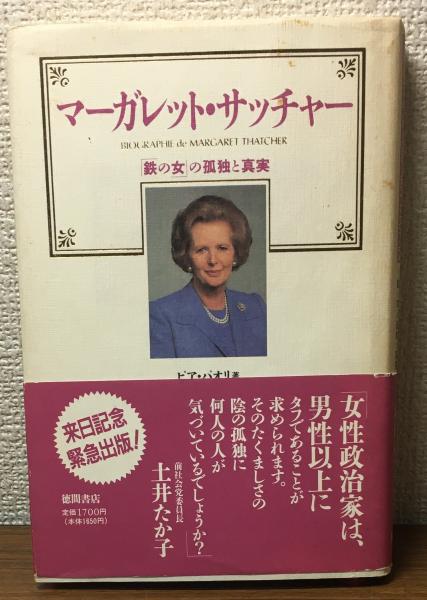 マーガレット・サッチャー
BIOGRAPHIE de MARGARET THATCHER
「鉄の女」の孤独と真実
ピア・パオリ著
「女性政治家は、
男性以上に
タフであることが
求められます。
そのたくましさの
陰の孤独に
何人の人が
気づいているでしょうか?」
前社会党委員長
土井たか子
来日記念
緊急出版!
徳間書店
定価1700円
(本体1650円)